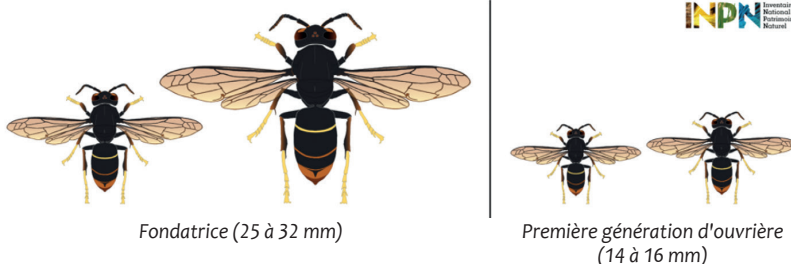 INPN
Inventaire
National
Patrimoine
Naturel
Fondatrice (25 à 32 mm)
Première génération d'ouvrière
(14 à 16 mm)